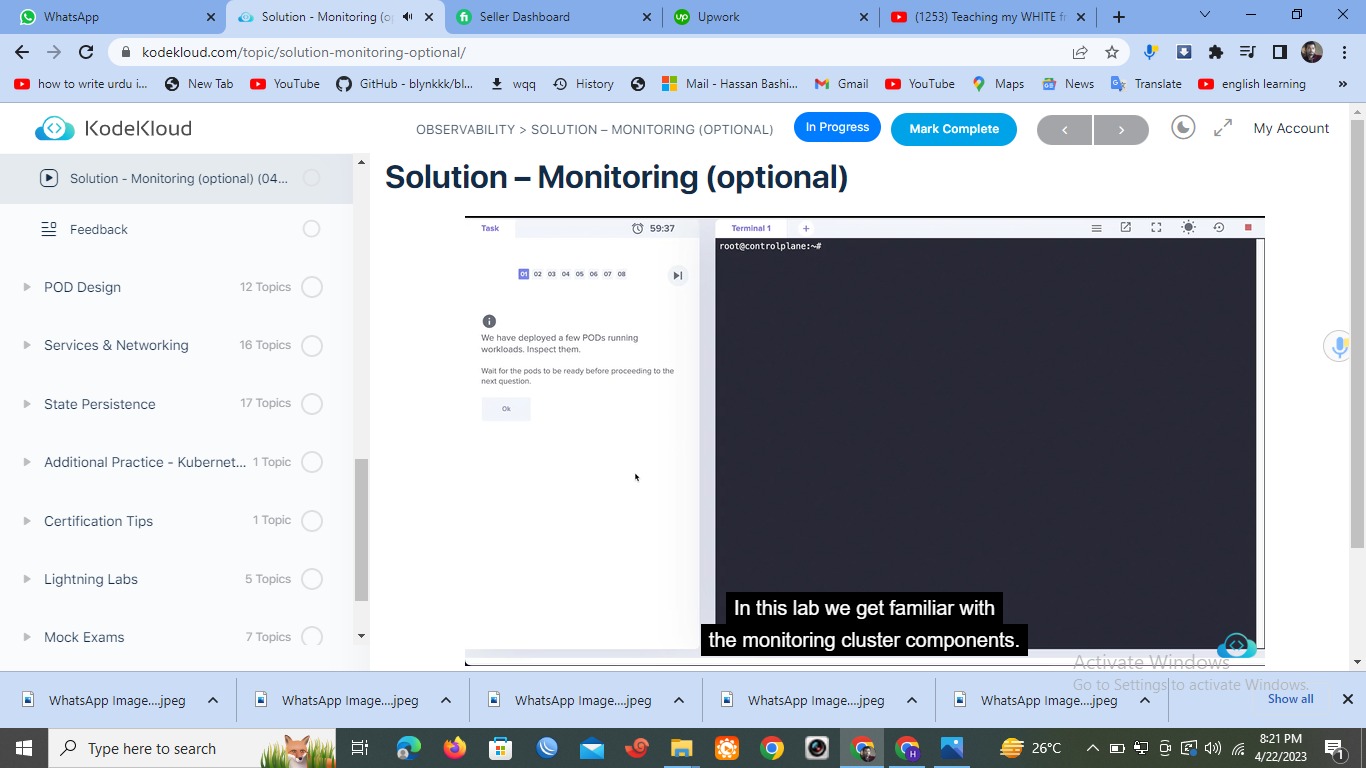 WhatsApp
Solution - Monitoring (o
Seller Dashboard
Upwork
(1253) Teaching my WHITE fr
kodekloud.com/topic/solution-monitoring-optional/
how to write urdu i...
New Tab
YouTube
GitHub - blynkkk/bl...
wqq
History
Mail - Hassan Bashi...
Gmail
YouTube
Maps
News
Translate
english learning
»
KodeKloud
OBSERVABILITY > SOLUTION – MONITORING (OPTIONAL)
In Progress
Mark Complete
My Account
Solution - Monitoring (optional) (04...
Feedback
POD Design 12 Topics
Services & Networking 16 Topics
State Persistence 17 Topics
Additional Practice - Kubernet... 1 Topic
Certification Tips 1 Topic
Lightning Labs 5 Topics
Mock Exams 7 Topics
Solution – Monitoring (optional)
Task
59:37
Terminal 1
+
01 02 03 04 05 06 07 08
We have deployed a few PODs running
workloads. Inspect them.
Wait for the pods to be ready before proceeding to the
next question.
Ok
root@controlplane:~#
In this lab we get familiar with
the monitoring cluster components.
Activate Windows
Go to Settings to activate Windows.
WhatsApp Image....jpeg
WhatsApp Image....jpeg
WhatsApp Image....jpeg
WhatsApp Image....jpeg
WhatsApp Image....jpeg
Show all
Type here to search
26°C
8:21 PM
4/22/2023
1